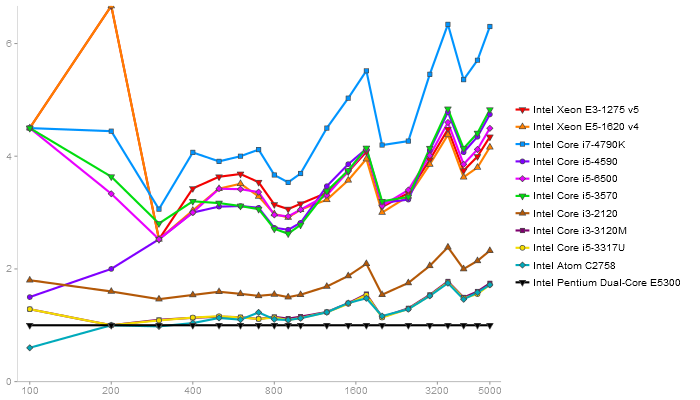 6
4
2
0
100
200
400
800
1600
3200
5000
Intel Xeon E3-1275 v5
Intel Xeon E5-1620 v4
Intel Core i7-4790K
Intel Core i5-4590
Intel Core i5-6500
Intel Core i5-3570
Intel Core i3-2120
Intel Core i3-3120M
Intel Core i5-3317U
Intel Atom C2758
Intel Pentium Dual-Core E5300